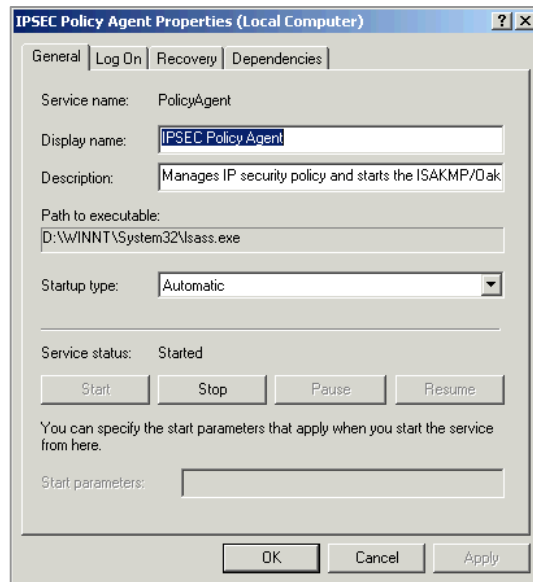 IPSEC Policy Agent Properties (Local Computer)
General Log On Recovery Dependencies
Service name: PolicyAgent
Display name: IPSEC Policy Agent
Description: Manages IP security policy and starts the ISAKMP/Oak
Path to executable:
D:\WINNT\System32\lsass.exe
Startup type: Automatic
Service status: Started
Start Stop Pause Resume
You can specify the start parameters that apply when you start the service
from here.
Start parameters:
OK Cancel Apply